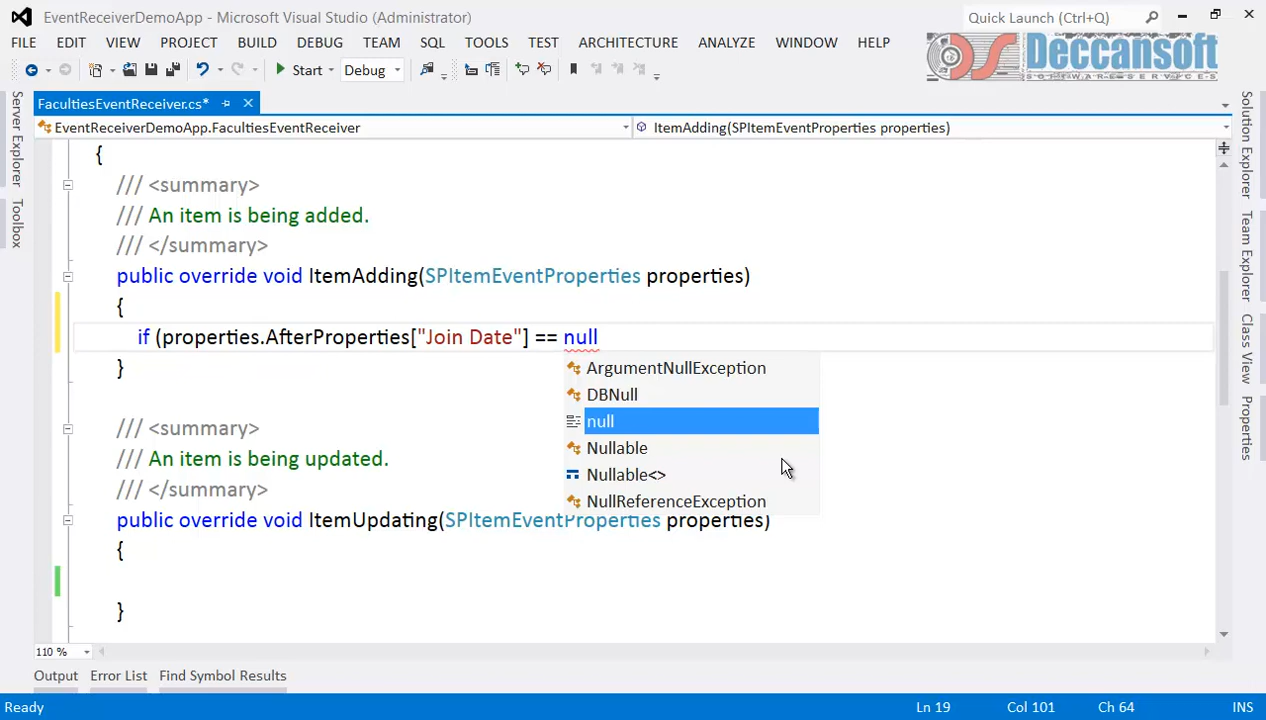 EventReceiverDemoApp - Microsoft Visual Studio (Administrator)
Quick Launch (Ctrl+Q)
FILE EDIT VIEW PROJECT BUILD DEBUG TEAM SQL TOOLS TEST ARCHITECTURE ANALYZE WINDOW HELP
Deccansoft
SOFTWARE SERVICES
Start Debug
FacultiesEventReceiver.cs*
EventReceiverDemoApp.FacultiesEventReceiver
ItemAdding(SPItemEventProperties properties)
Server Explorer
Toolbox
Solution Explorer
Team Explorer
Class View
Properties
{
/// <summary>
/// An item is being added.
/// </summary>
public override void ItemAdding(SPItemEventProperties properties)
{
if (properties.AfterProperties["Join Date"] == null
}
ArgumentNullException
DBNull
null
Nullable
Nullable<>
NullReferenceException
/// <summary>
/// An item is being updated.
/// </summary>
public override void ItemUpdating(SPItemEventProperties properties)
{
}
110 %
Output Error List Find Symbol Results
Ready Ln 19 Col 101 Ch 64 INS